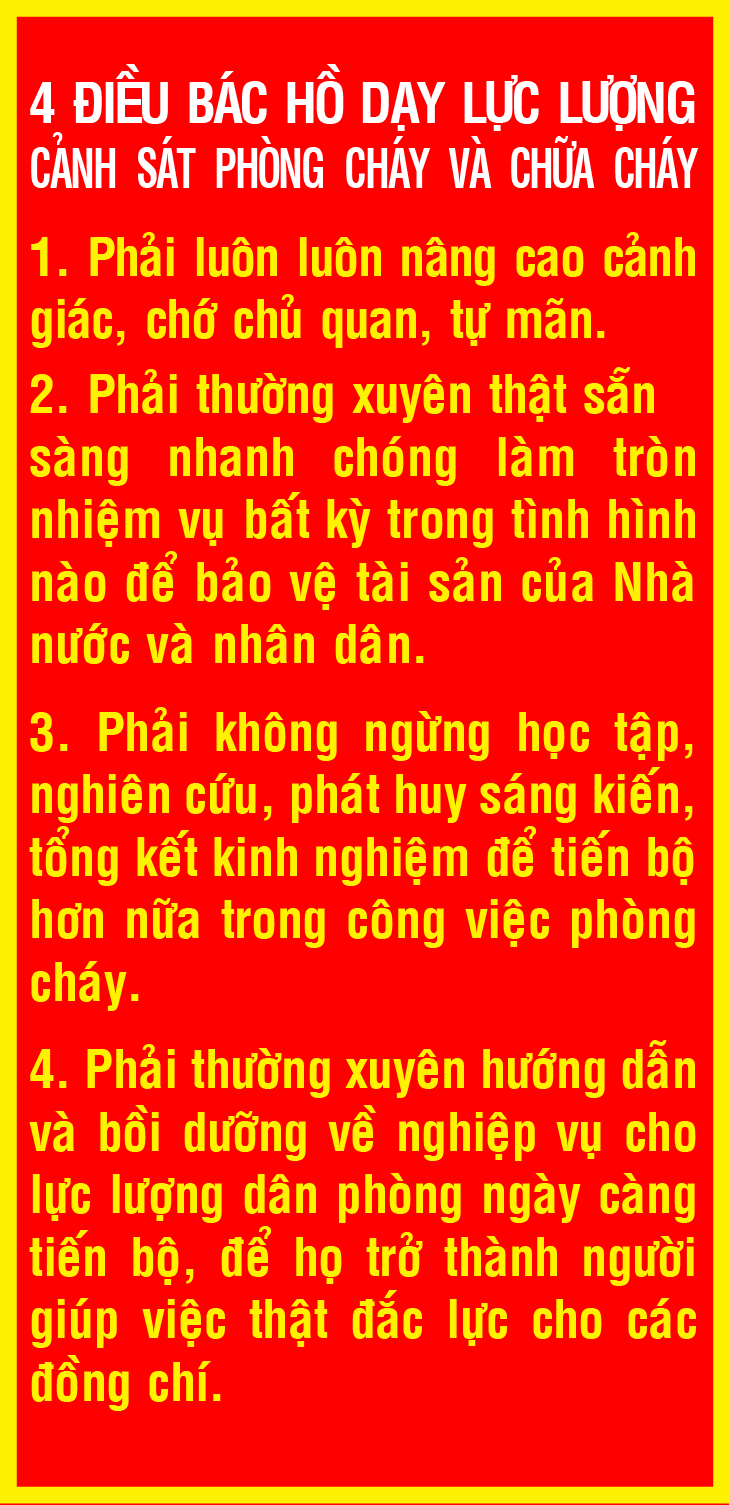 4 ĐIỀU BÁC HỒ DẠY LỰC LƯỢNG
CẢNH SÁT PHÒNG CHÁY VÀ CHỮA CHÁY
1. Phải luôn luôn nâng cao cảnh
giác, chớ chủ quan, tự mãn.
2. Phải thường xuyên thật sẵn
sàng nhanh chóng làm tròn
nhiệm vụ bất kỳ trong tình hình
nào để bảo vệ tài sản của Nhà
nước và nhân dân.
3. Phải không ngừng học tập,
nghiên cứu, phát huy sáng kiến,
tổng kết kinh nghiệm để tiến bộ
hơn nữa trong công việc phòng
cháy.
4. Phải thường xuyên hướng dẫn
và bồi dưỡng về nghiệp vụ cho
lực lượng dân phòng ngày càng
tiến bộ, để họ trở thành người
giúp việc thật đắc lực cho các
đồng chí.